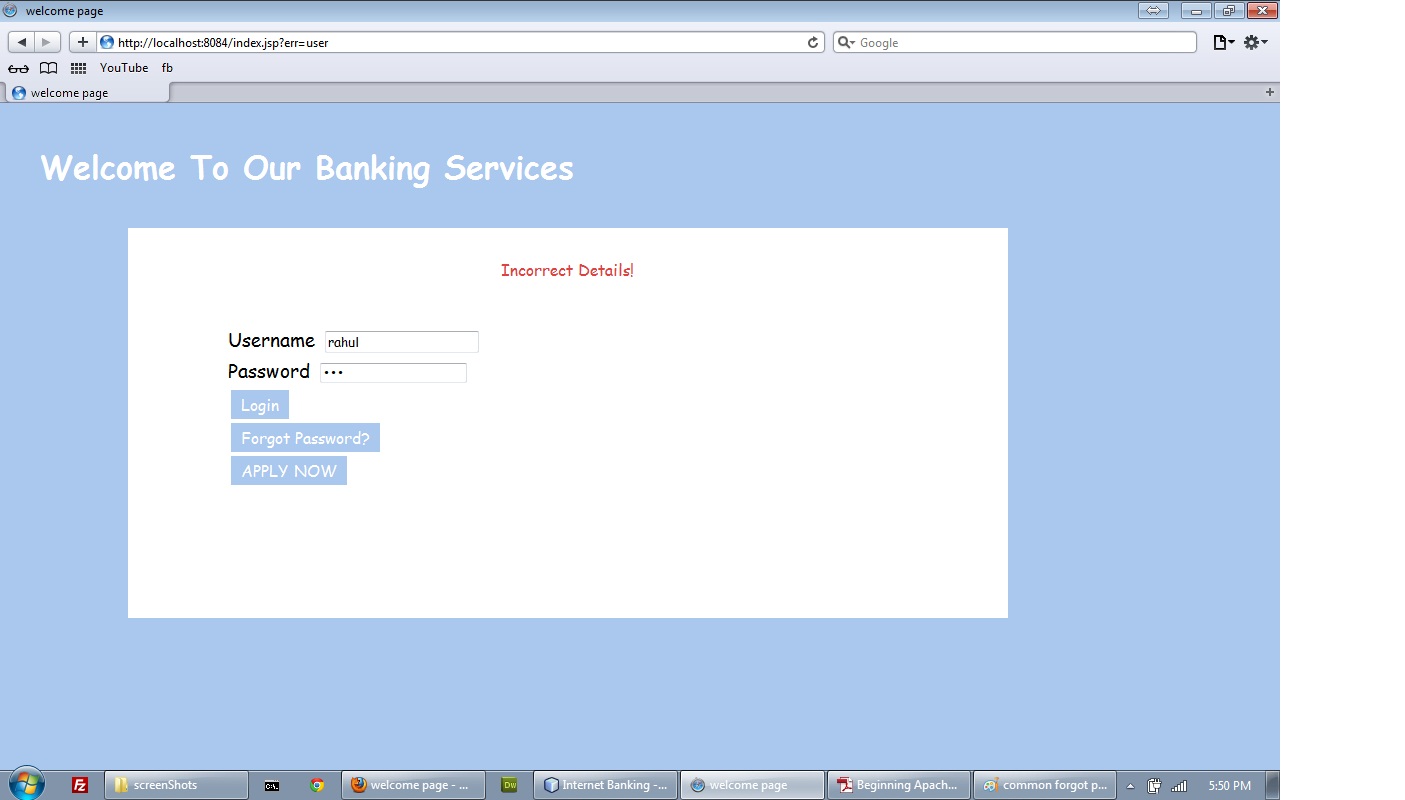 welcome page
http://localhost:8084/index.jsp?err=user
Google
YouTube fb
welcome page
Welcome To Our Banking Services
Incorrect Details!
Username rahul
Password •••
Login
Forgot Password?
APPLY NOW
screenShots welcome page - ... Dw Internet Banking -... welcome page Beginning Apach... common forgot p... 5:50 PM